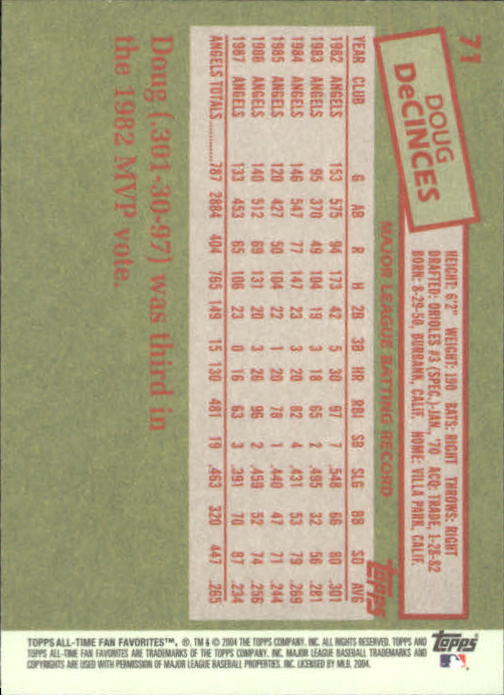 71
DOUG
DeCINCES
HEIGHT: 6'2" WEIGHT: 190 BATS: RIGHT THROWS: RIGHT
DRAFTED: ORIOLES #3 (SPEC.)-JAN., '70 ACQ: TRADE, 1-28-82
BORN: 8-29-50, BURBANK, CALIF. HOME: VILLA PARK, CALIF.
MAJOR LEAGUE BATTING RECORD
topps
YEAR CLUB G AB R H 2B 3B HR RBI SB SLG BB SO AVG
1982 ANGELS 153 575 94 173 42 5 30 97 7 .548 66 80 .301
1983 ANGELS 95 370 49 104 19 3 18 65 2 .495 32 56 .281
1984 ANGELS 146 547 77 147 23 3 20 82 4 .431 53 79 .269
1985 ANGELS 120 427 50 104 22 1 20 78 1 .440 47 71 .244
1986 ANGELS 140 512 69 131 20 3 26 96 2 .459 52 74 .256
1987 ANGELS 133 453 65 106 23 0 16 63 3 .391 70 87 .234
ANGELS TOTALS..........787 2884 404 765 149 15 130 481 19 .463 320 447 .265
Doug (.301-30-97) was third in
the 1982 MVP vote.
TOPPS ALL-TIME FAN FAVORITES™, ®, TM & © 2004 THE TOPPS COMPANY, INC. ALL RIGHTS RESERVED. TOPPS AND
TOPPS ALL-TIME FAN FAVORITES ARE TRADEMARKS OF THE TOPPS COMPANY, INC. MAJOR LEAGUE BASEBALL TRADEMARKS AND
COPYRIGHTS ARE USED WITH PERMISSION OF MAJOR LEAGUE BASEBALL PROPERTIES, INC. LICENSED BY MLB, 2004.
topps